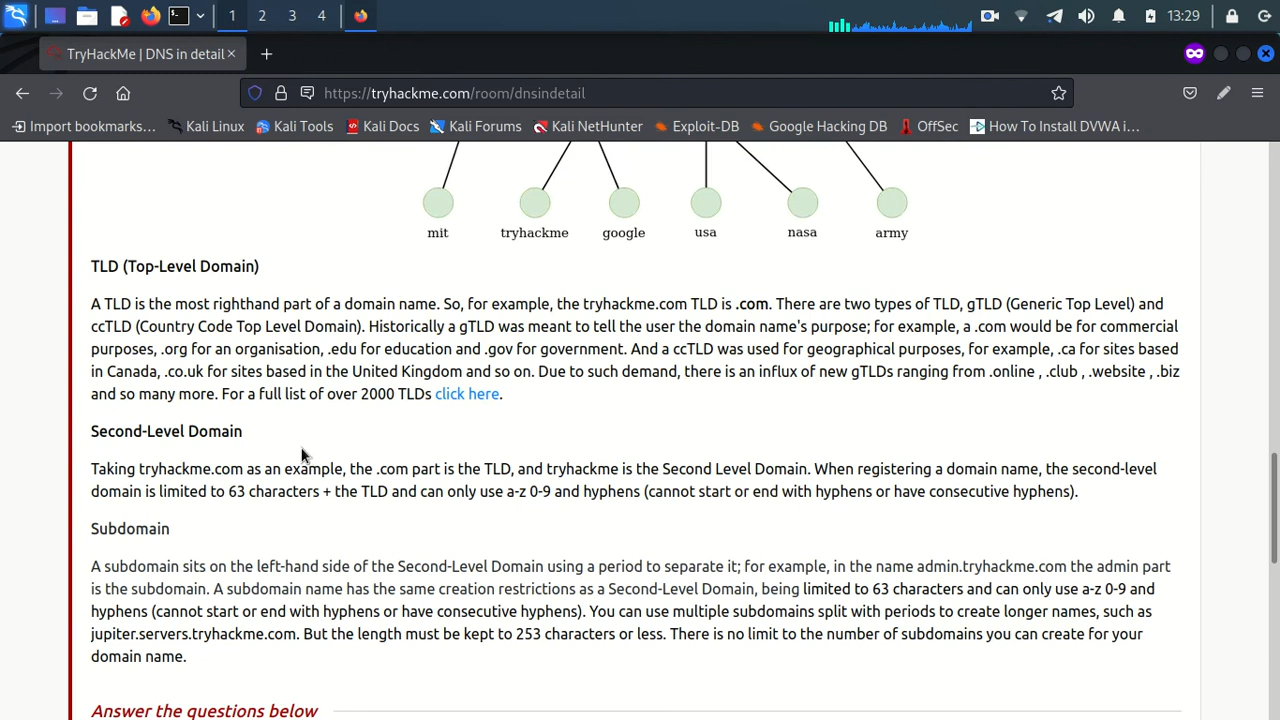 1 2 3 4 13:29
TryHackMe | DNS in detail
https://tryhackme.com/room/dnsindetail
Import bookmarks... Kali Linux Kali Tools Kali Docs Kali Forums Kali NetHunter Exploit-DB Google Hacking DB OffSec How To Install DVWA i...
mit tryhackme google usa nasa army
TLD (Top-Level Domain)
A TLD is the most righthand part of a domain name. So, for example, the tryhackme.com TLD is .com. There are two types of TLD, gTLD (Generic Top Level) and
ccTLD (Country Code Top Level Domain). Historically a gTLD was meant to tell the user the domain name's purpose; for example, a .com would be for commercial
purposes, .org for an organisation, .edu for education and .gov for government. And a ccTLD was used for geographical purposes, for example, .ca for sites based
in Canada, .co.uk for sites based in the United Kingdom and so on. Due to such demand, there is an influx of new gTLDs ranging from .online , .club , .website , .biz
and so many more. For a full list of over 2000 TLDs click here.
Second-Level Domain
Taking tryhackme.com as an example, the .com part is the TLD, and tryhackme is the Second Level Domain. When registering a domain name, the second-level
domain is limited to 63 characters + the TLD and can only use a-z 0-9 and hyphens (cannot start or end with hyphens or have consecutive hyphens).
Subdomain
A subdomain sits on the left-hand side of the Second-Level Domain using a period to separate it; for example, in the name admin.tryhackme.com the admin part
is the subdomain. A subdomain name has the same creation restrictions as a Second-Level Domain, being limited to 63 characters and can only use a-z 0-9 and
hyphens (cannot start or end with hyphens or have consecutive hyphens). You can use multiple subdomains split with periods to create longer names, such as
jupiter.servers.tryhackme.com. But the length must be kept to 253 characters or less. There is no limit to the number of subdomains you can create for your
domain name.
Answer the questions below